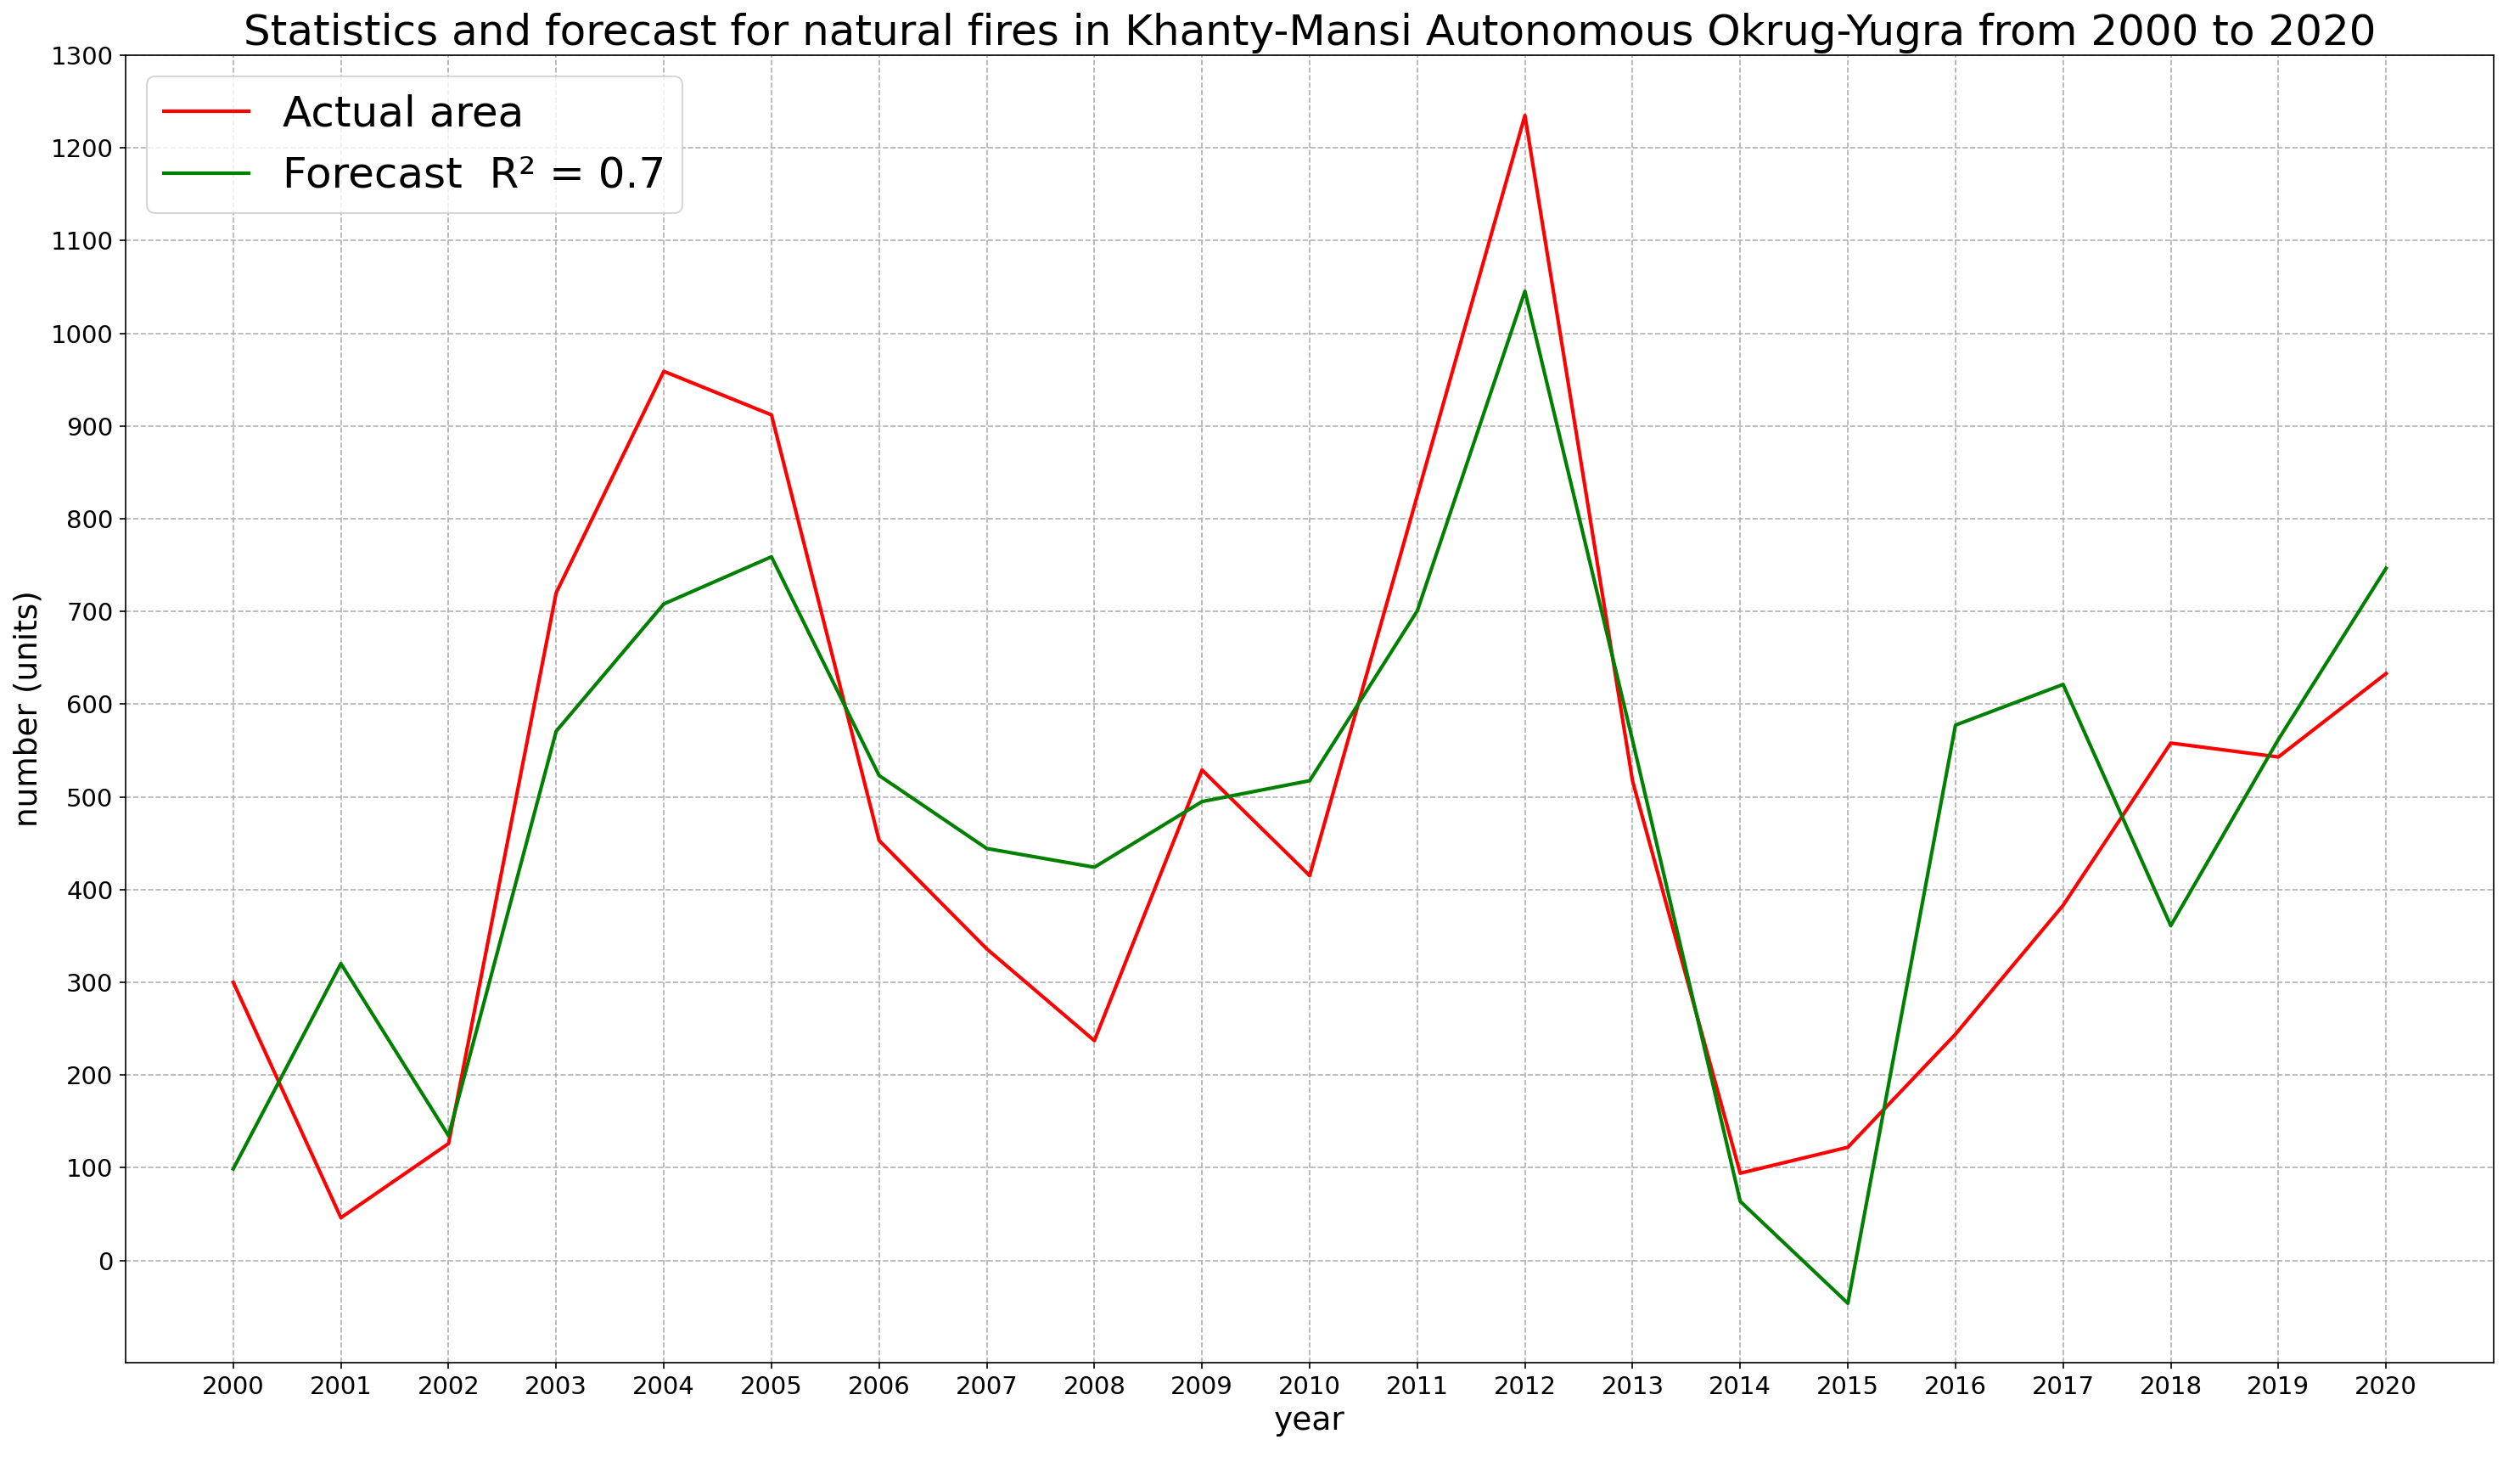 Statistics and forecast for natural fires in Khanty-Mansi Autonomous Okrug-Yugra from 2000 to 2020
Actual area
Forecast  R² = 0.7
1300
1200
1100
1000
900
800
700
600
500
400
300
200
100
0
number (units)
2000 2001 2002 2003 2004 2005 2006 2007 2008 2009 2010 2011 2012 2013 2014 2015 2016 2017 2018 2019 2020
year